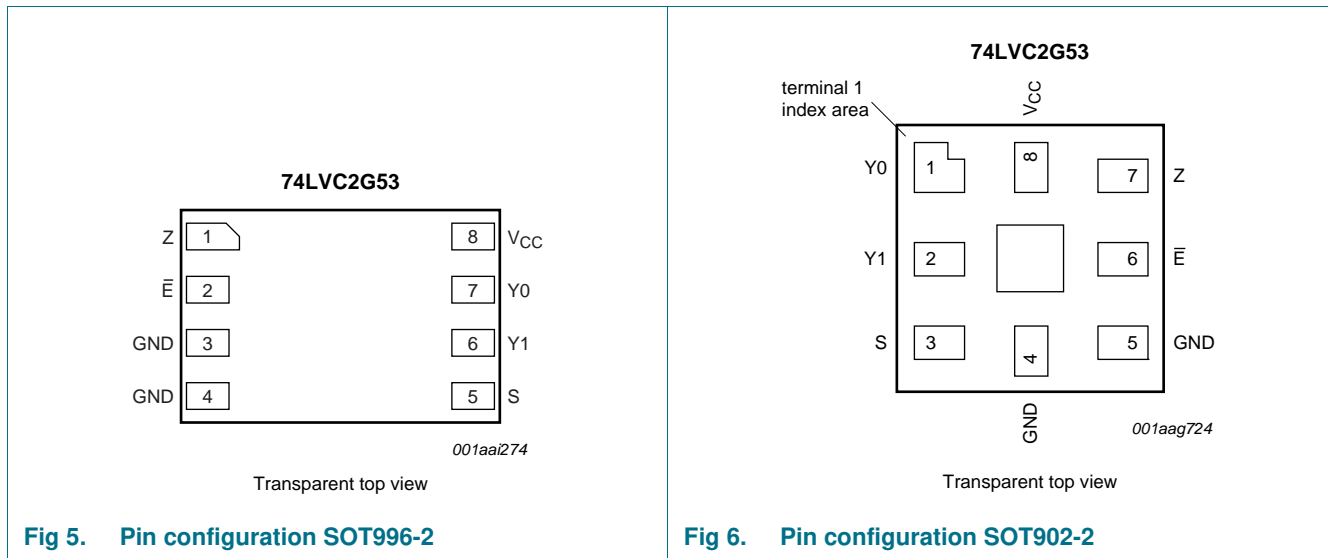 74LVC2G53
Z 1 8 VCC
E̅ 2 7 Y0
GND 3 6 Y1
GND 4 5 S
001aai274
Transparent top view
Fig 5. Pin configuration SOT996-2
74LVC2G53
terminal 1
index area
VCC
Y0 1 8 7 Z
Y1 2 6 E̅
S 3 4 5 GND
GND
001aag724
Transparent top view
Fig 6. Pin configuration SOT902-2